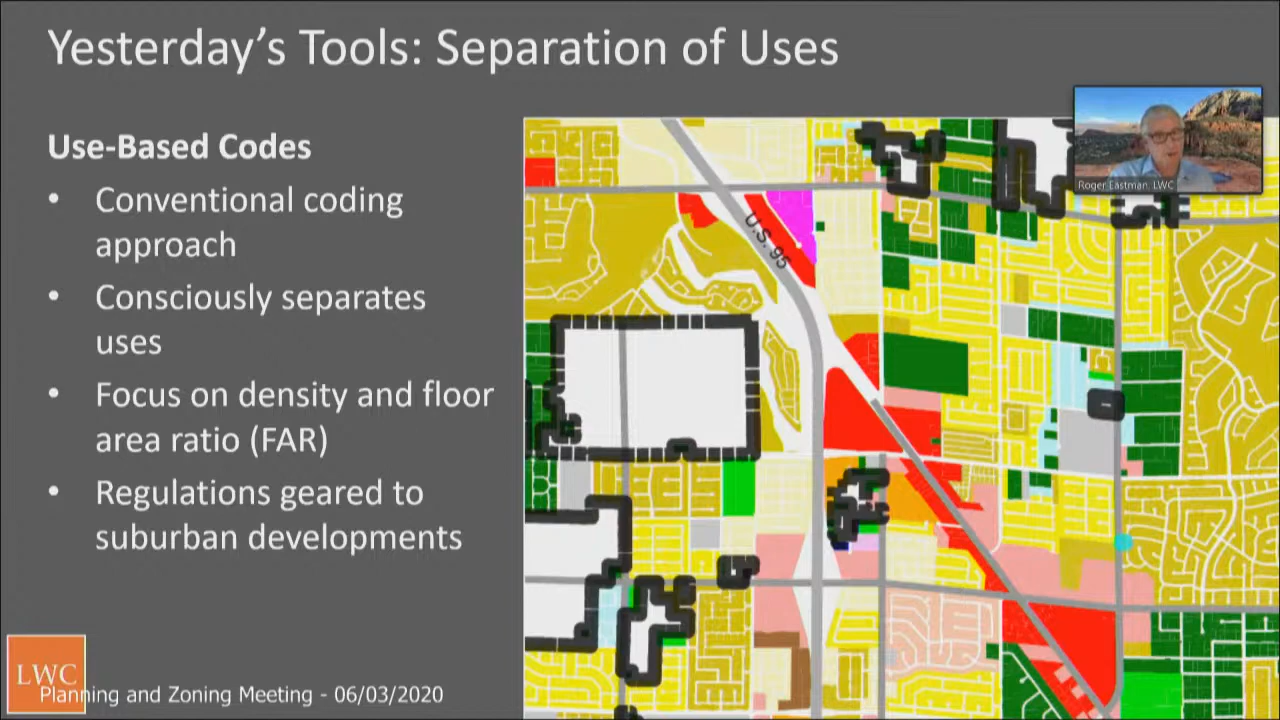 Yesterday’s Tools: Separation of Uses
Use-Based Codes
• Conventional coding
approach
• Consciously separates
uses
• Focus on density and floor
area ratio (FAR)
• Regulations geared to
suburban developments
U.S. 95
Roger Eastman, LWC
LWC
Planning and Zoning Meeting - 06/03/2020